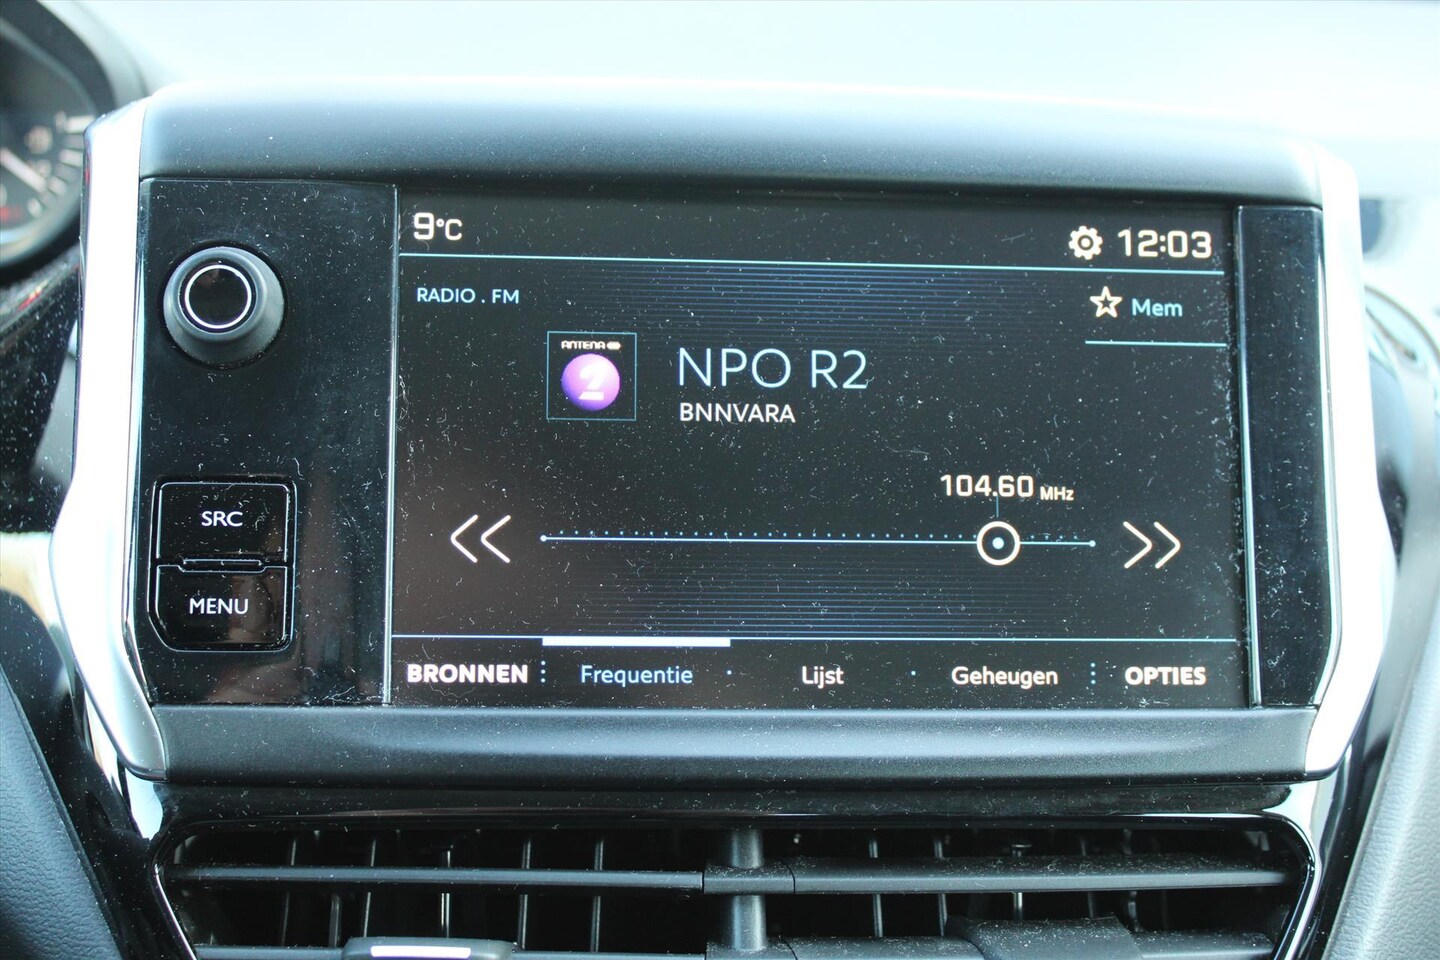 9°C
12:03
RADIO . FM
Mem
ANTENA
2
NPO R2
BNNVARA
104.60 MHz
SRC
MENU
BRONNEN Frequentie Lijst Geheugen OPTIES